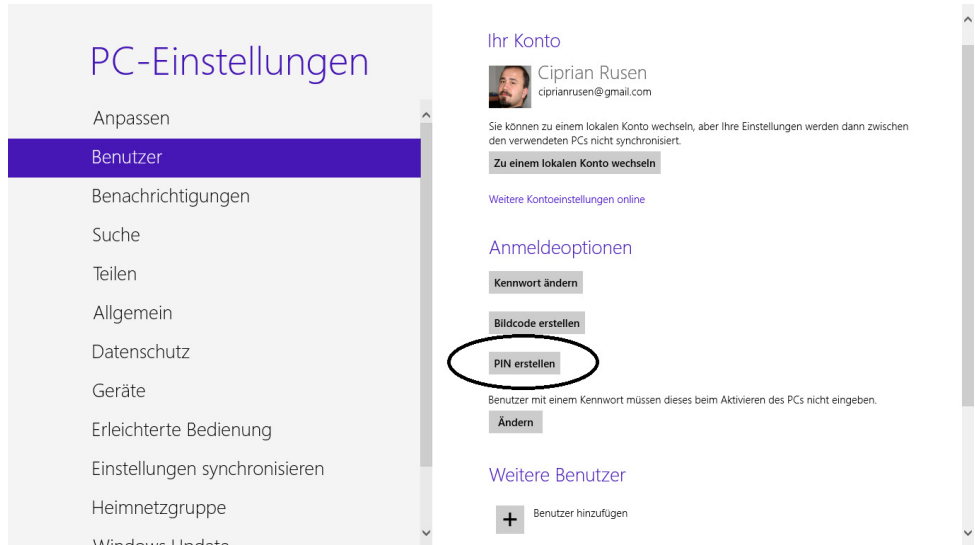 PC-Einstellungen
Anpassen
Benutzer
Benachrichtigungen
Suche
Teilen
Allgemein
Datenschutz
Geräte
Erleichterte Bedienung
Einstellungen synchronisieren
Heimnetzgruppe
Windows Update
Ihr Konto
Ciprian Rusen
ciprianrusen@gmail.com
Sie können zu einem lokalen Konto wechseln, aber Ihre Einstellungen werden dann zwischen
den verwendeten PCs nicht synchronisiert.
Zu einem lokalen Konto wechseln
Weitere Kontoeinstellungen online
Anmeldeoptionen
Kennwort ändern
Bildcode erstellen
PIN erstellen
Benutzer mit einem Kennwort müssen dieses beim Aktivieren des PCs nicht eingeben.
Ändern
Weitere Benutzer
Benutzer hinzufügen